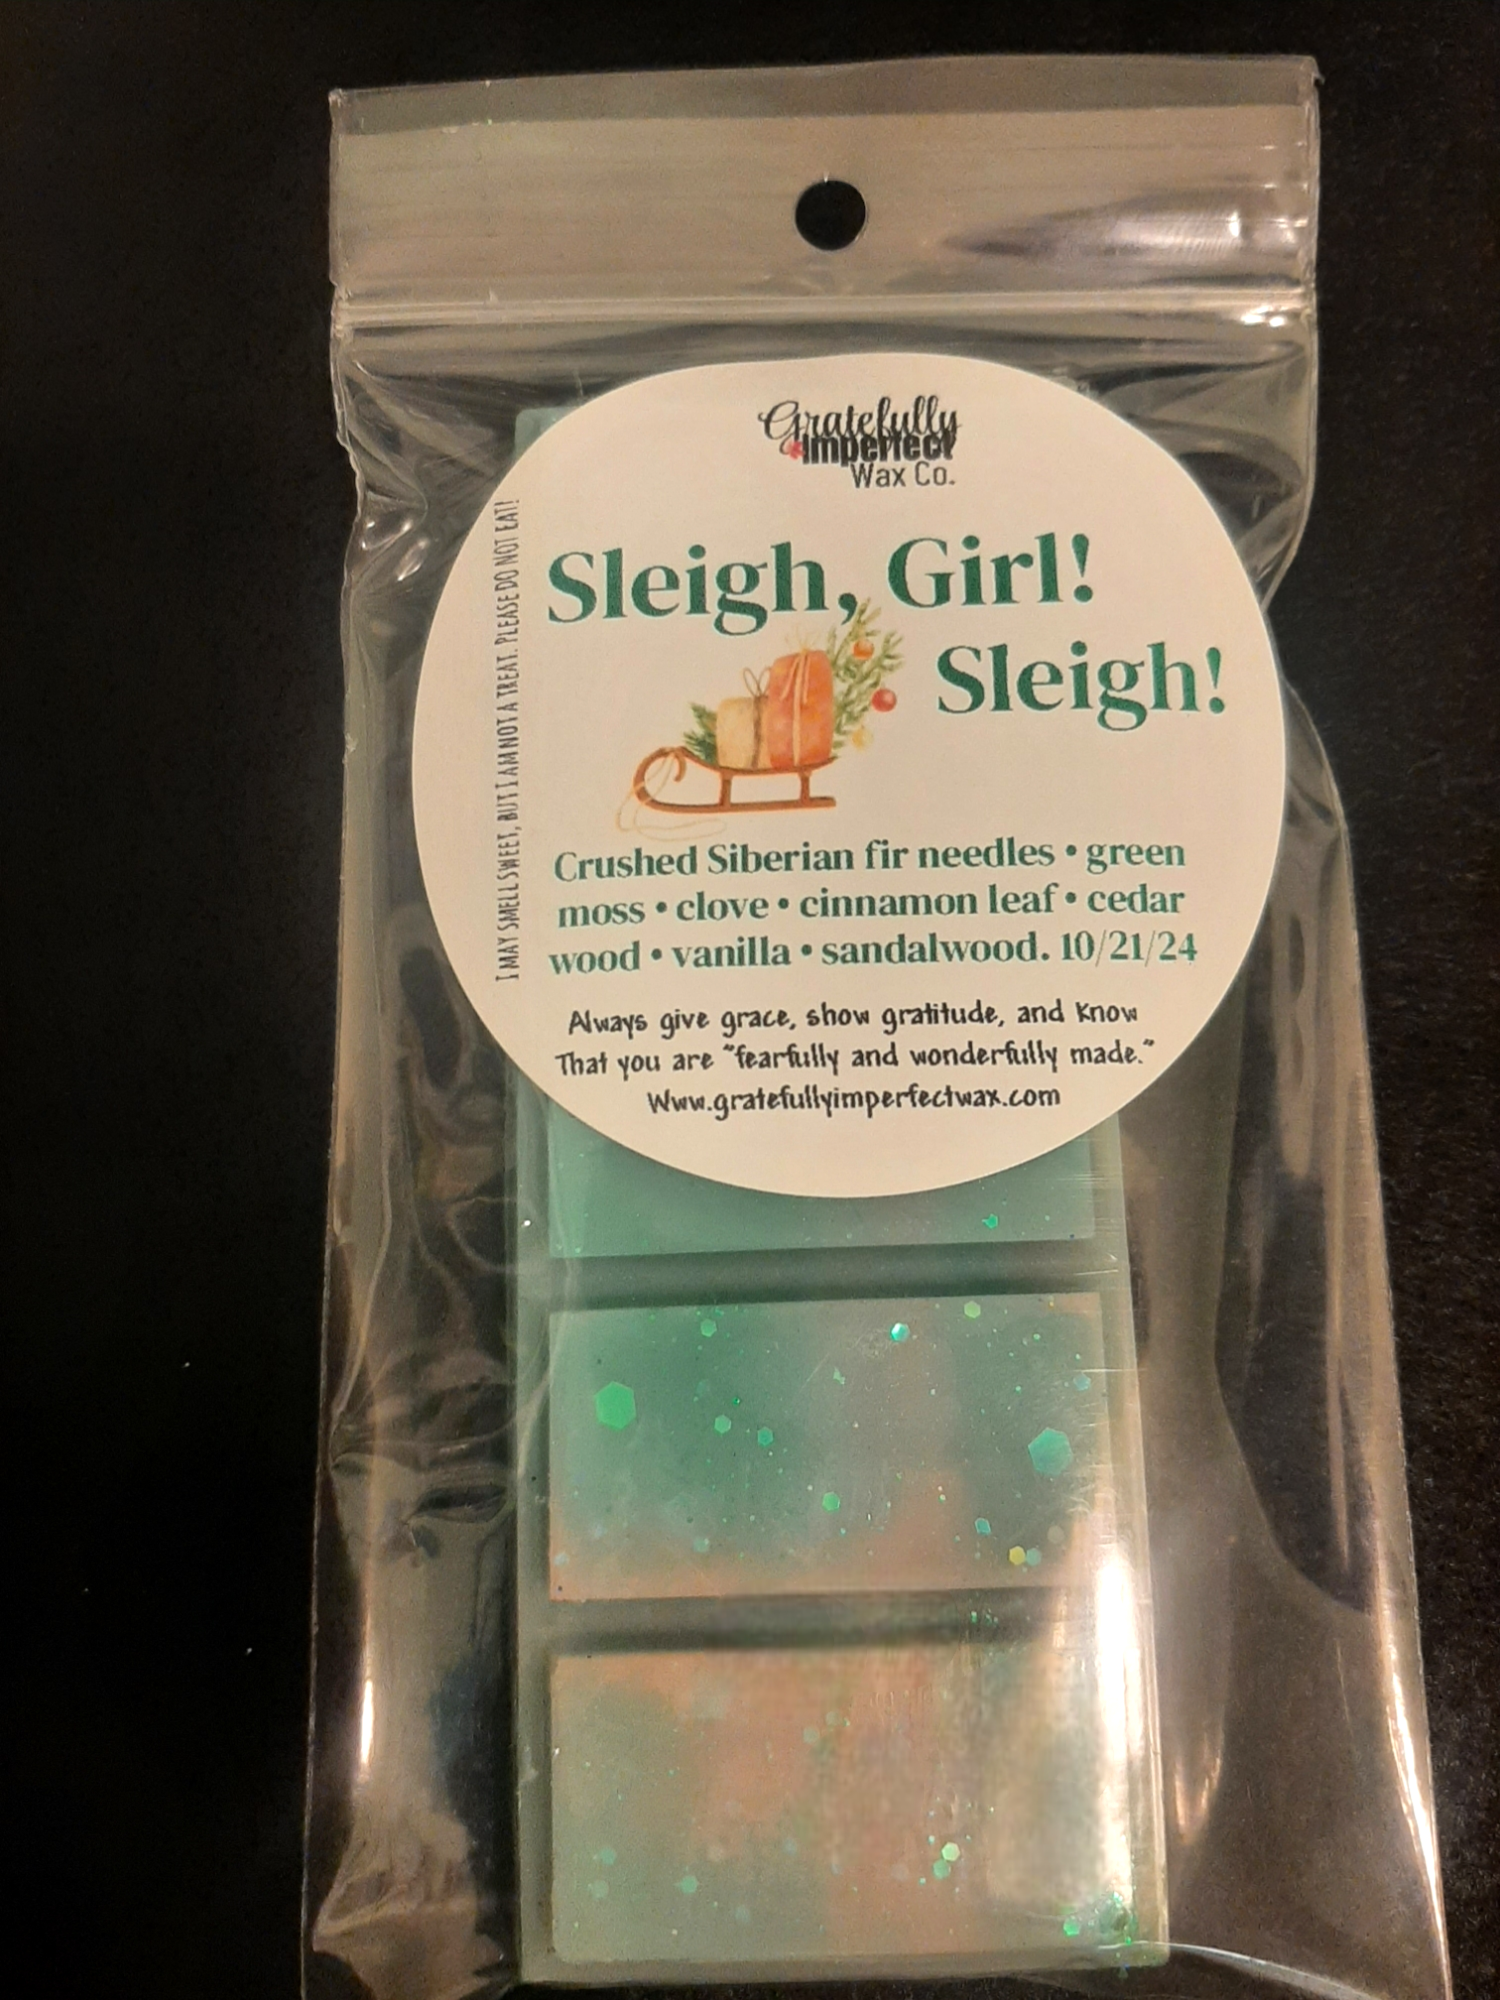 Gratefully
Imperfect
Wax Co.
Sleigh, Girl!
Sleigh!
I MAY SMELL SWEET, BUT I AM NOT A TREAT. PLEASE DO NOT EAT!
Crushed Siberian fir needles • green
moss • clove • cinnamon leaf • cedar
wood • vanilla • sandalwood. 10/21/24
Always give grace, show gratitude, and know
That you are "fearfully and wonderfully made."
Www.gratefullyimperfectwax.com